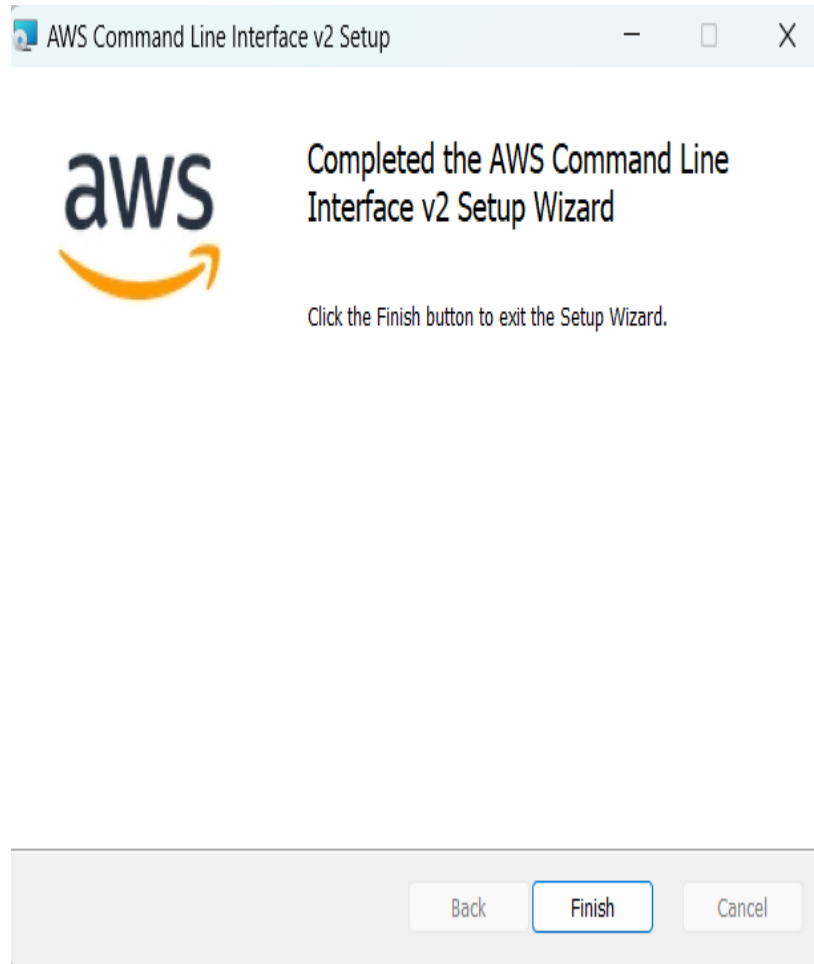 AWS Command Line Interface v2 Setup
aws
Completed the AWS Command Line
Interface v2 Setup Wizard
Click the Finish button to exit the Setup Wizard.
Back
Finish
Cancel